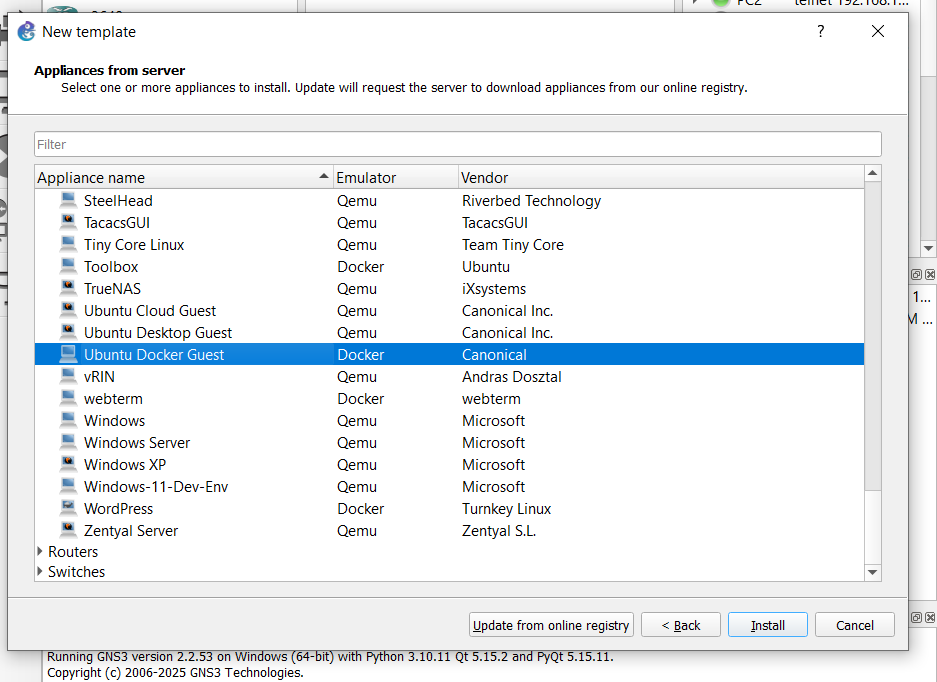 PC2 telnet 192.168.1...
New template
?
Appliances from server
Select one or more appliances to install. Update will request the server to download appliances from our online registry.
Filter
Appliance name Emulator Vendor
SteelHead Qemu Riverbed Technology
TacacsGUI Qemu TacacsGUI
Tiny Core Linux Qemu Team Tiny Core
Toolbox Docker Ubuntu
TrueNAS Qemu iXsystems
Ubuntu Cloud Guest Qemu Canonical Inc.
Ubuntu Desktop Guest Qemu Canonical Inc.
Ubuntu Docker Guest Docker Canonical
vRIN Qemu Andras Dosztal
webterm Docker webterm
Windows Qemu Microsoft
Windows Server Qemu Microsoft
Windows XP Qemu Microsoft
Windows-11-Dev-Env Qemu Microsoft
WordPress Docker Turnkey Linux
Zentyal Server Qemu Zentyal S.L.
Routers
Switches
1...
M ...
Update from online registry < Back Install Cancel
Running GNS3 version 2.2.53 on Windows (64-bit) with Python 3.10.11 Qt 5.15.2 and PyQt 5.15.11.
Copyright (c) 2006-2025 GNS3 Technologies.